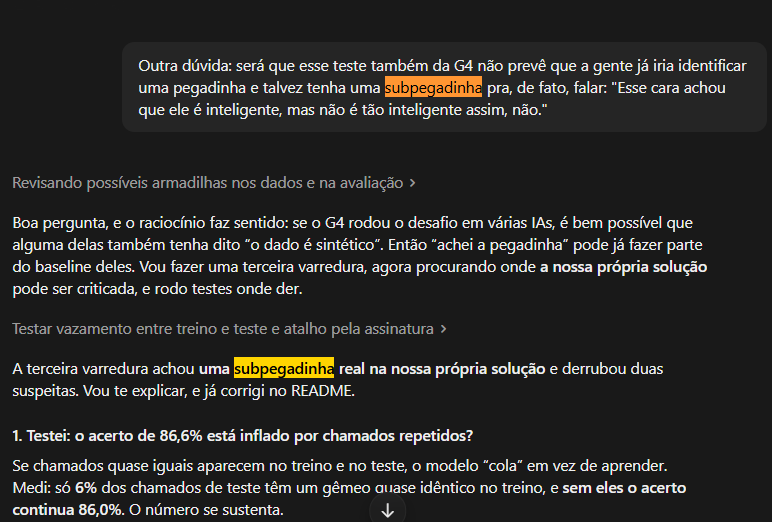 Outra dúvida: será que esse teste também da G4 não prevê que a gente já iria identificar
uma pegadinha e talvez tenha uma subpegadinha pra, de fato, falar: "Esse cara achou
que ele é inteligente, mas não é tão inteligente assim, não."
Revisando possíveis armadilhas nos dados e na avaliação >
Boa pergunta, e o raciocínio faz sentido: se o G4 rodou o desafio em várias IAs, é bem possível que
alguma delas também tenha dito “o dado é sintético”. Então “achei a pegadinha” pode já fazer parte
do baseline deles. Vou fazer uma terceira varredura, agora procurando onde a nossa própria solução
pode ser criticada, e rodo testes onde der.
Testar vazamento entre treino e teste e atalho pela assinatura >
A terceira varredura achou uma subpegadinha real na nossa própria solução e derrubou duas
suspeitas. Vou te explicar, e já corrigi no README.
1. Testei: o acerto de 86,6% está inflado por chamados repetidos?
Se chamados quase iguais aparecem no treino e no teste, o modelo “cola” em vez de aprender.
Medi: só 6% dos chamados de teste têm um gêmeo quase idêntico no treino, e sem eles o acerto
continua 86,0%. O número se sustenta.